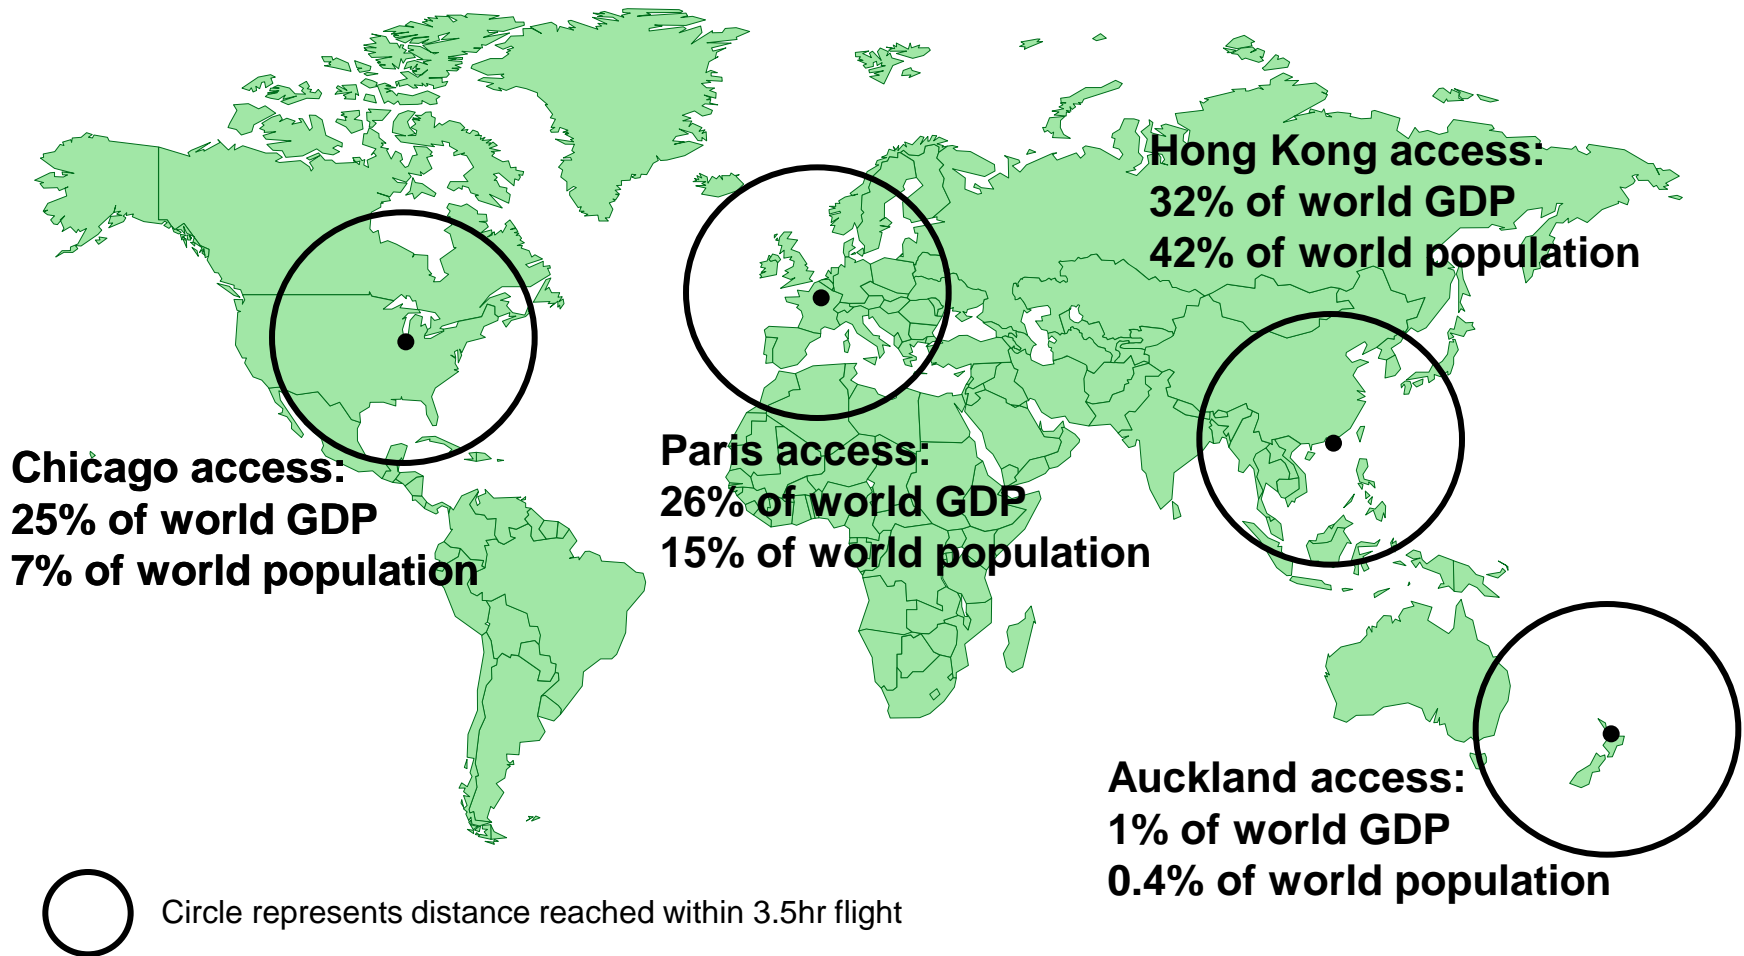 Hong Kong access:
32% of world GDP
42% of world population
Paris access:
26% of world GDP
15% of world population
Chicago access:
25% of world GDP
7% of world population
Auckland access:
1% of world GDP
0.4% of world population
Circle represents distance reached within 3.5hr flight